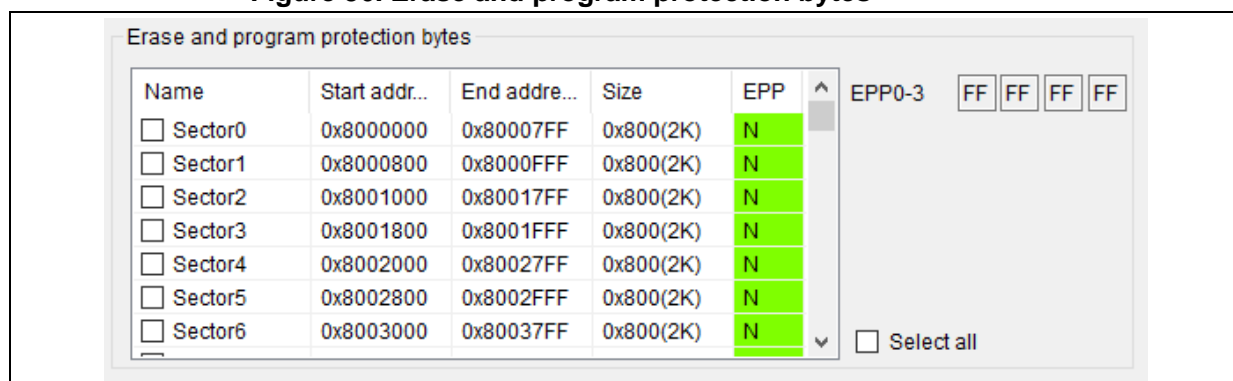 Erase and program protection bytes
Name Start addr... End addre... Size EPP EPP0-3 FF FF FF FF
Sector0 0x8000000 0x80007FF 0x800(2K) N
Sector1 0x8000800 0x8000FFF 0x800(2K) N
Sector2 0x8001000 0x80017FF 0x800(2K) N
Sector3 0x8001800 0x8001FFF 0x800(2K) N
Sector4 0x8002000 0x80027FF 0x800(2K) N
Sector5 0x8002800 0x8002FFF 0x800(2K) N
Sector6 0x8003000 0x80037FF 0x800(2K) N
Select all